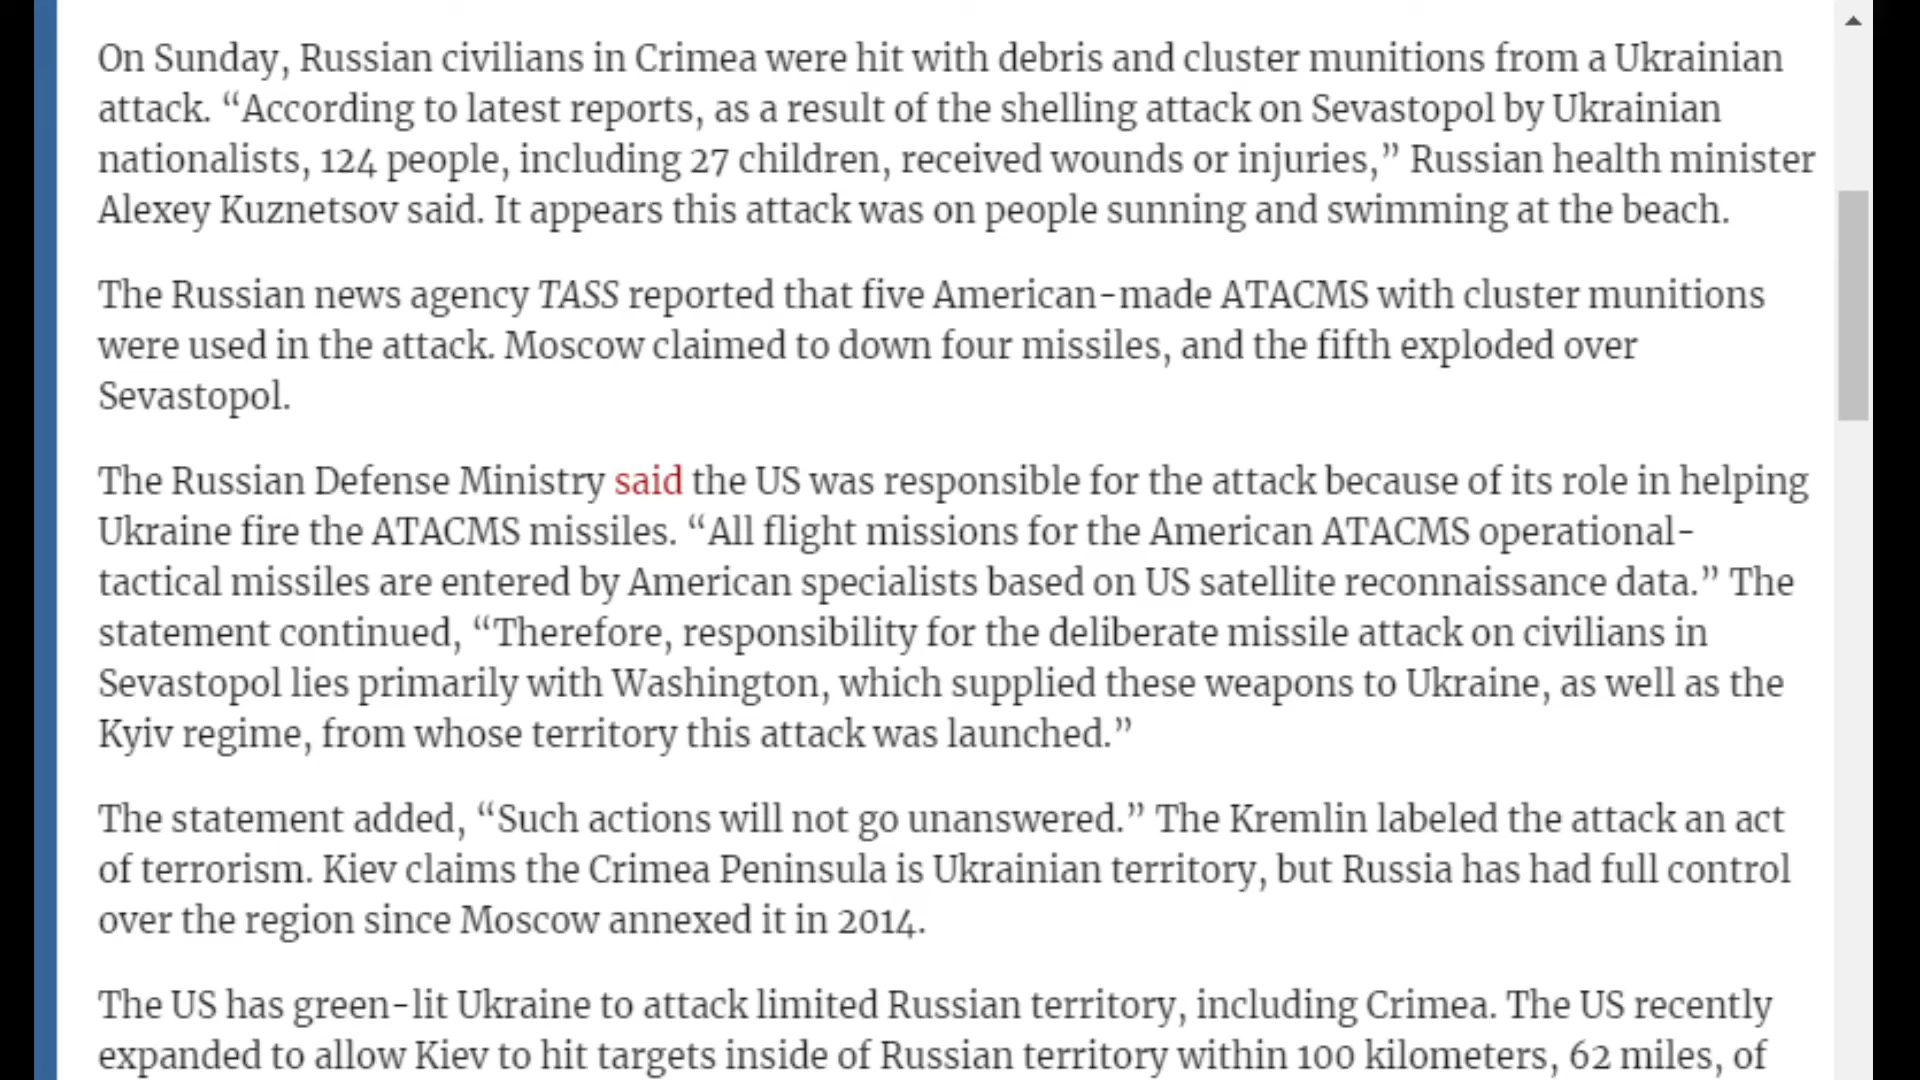 On Sunday, Russian civilians in Crimea were hit with debris and cluster munitions from a Ukrainian
attack. “According to latest reports, as a result of the shelling attack on Sevastopol by Ukrainian
nationalists, 124 people, including 27 children, received wounds or injuries,” Russian health minister
Alexey Kuznetsov said. It appears this attack was on people sunning and swimming at the beach.
The Russian news agency TASS reported that five American-made ATACMS with cluster munitions
were used in the attack. Moscow claimed to down four missiles, and the fifth exploded over
Sevastopol.
The Russian Defense Ministry said the US was responsible for the attack because of its role in helping
Ukraine fire the ATACMS missiles. “All flight missions for the American ATACMS operational-
tactical missiles are entered by American specialists based on US satellite reconnaissance data.” The
statement continued, “Therefore, responsibility for the deliberate missile attack on civilians in
Sevastopol lies primarily with Washington, which supplied these weapons to Ukraine, as well as the
Kyiv regime, from whose territory this attack was launched.”
The statement added, “Such actions will not go unanswered.” The Kremlin labeled the attack an act
of terrorism. Kiev claims the Crimea Peninsula is Ukrainian territory, but Russia has had full control
over the region since Moscow annexed it in 2014.
The US has green-lit Ukraine to attack limited Russian territory, including Crimea. The US recently
expanded to allow Kiev to hit targets inside of Russian territory within 100 kilometers, 62 miles, of